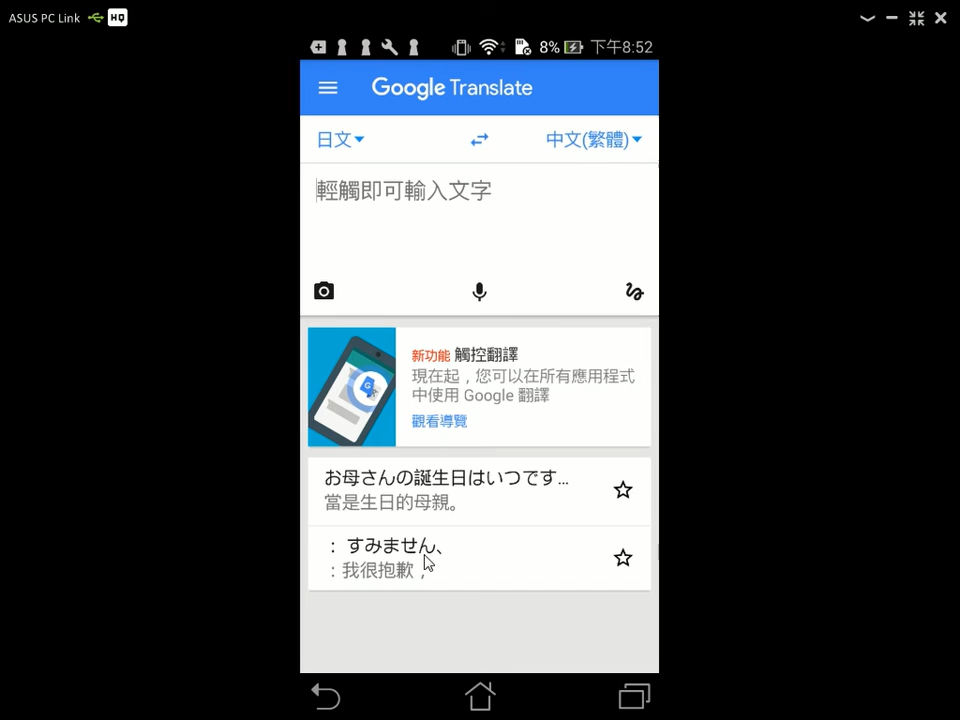 ASUS PC Link HQ
8% 下午8:52
Google Translate
日文 中文(繁體)
輕觸即可輸入文字
新功能 觸控翻譯
現在起，您可以在所有應用程式
中使用 Google 翻譯
觀看導覽
お母さんの誕生日はいつです...
當是生日的母親。
： すみません、
: 我很抱歉，